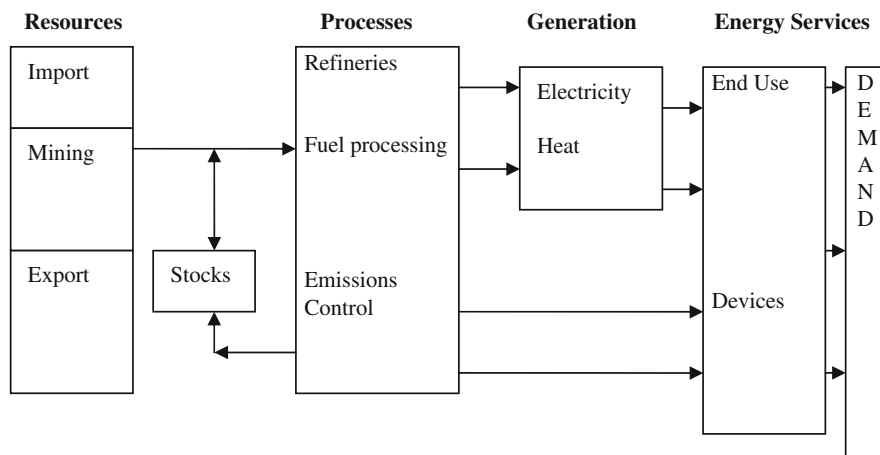 Resources
Processes
Generation
Energy Services
Import
Mining
Export
Stocks
Refineries
Fuel processing
Emissions
Control
Electricity
Heat
End Use
Devices
D
E
M
A
N
D